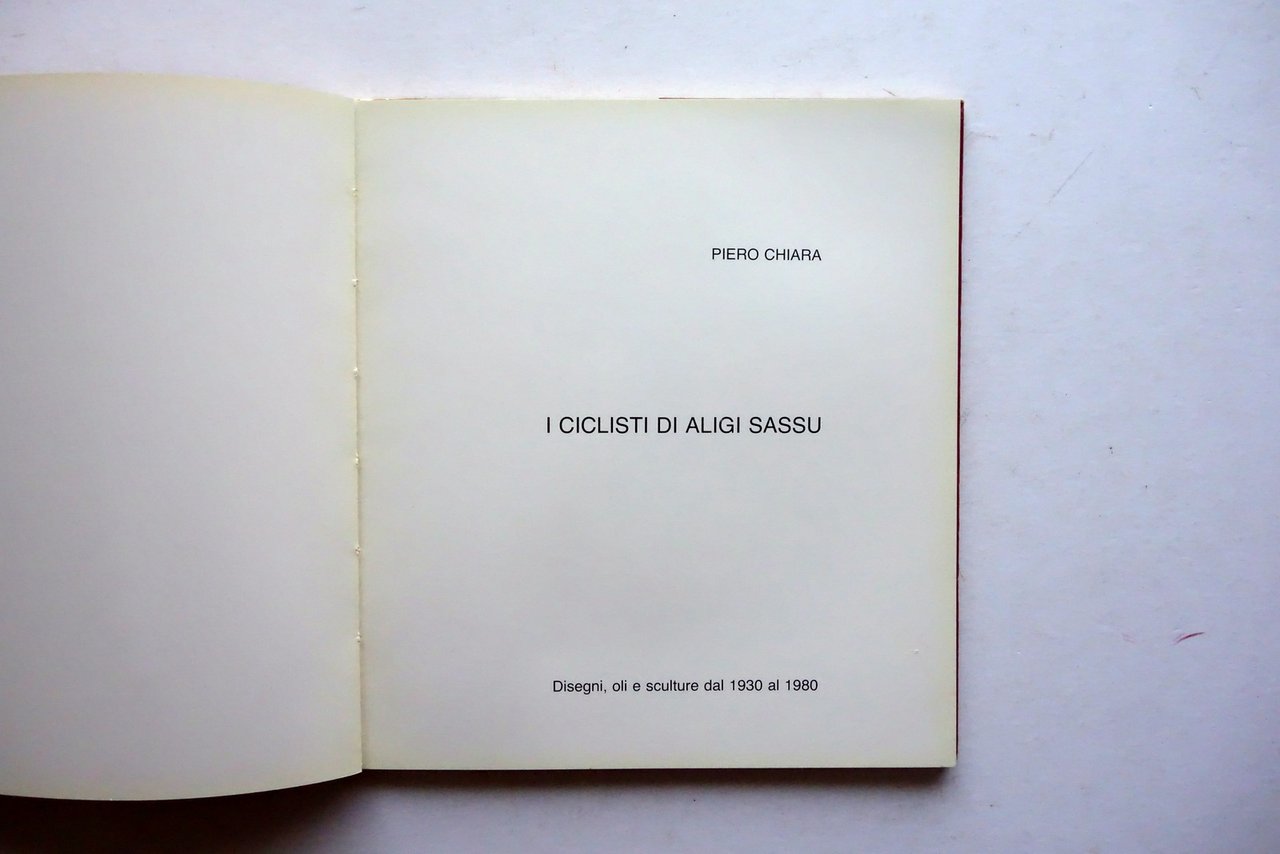 PIERO CHIARA
I CICLISTI DI ALIGI SASSU
Disegni, oli e sculture dal 1930 al 1980